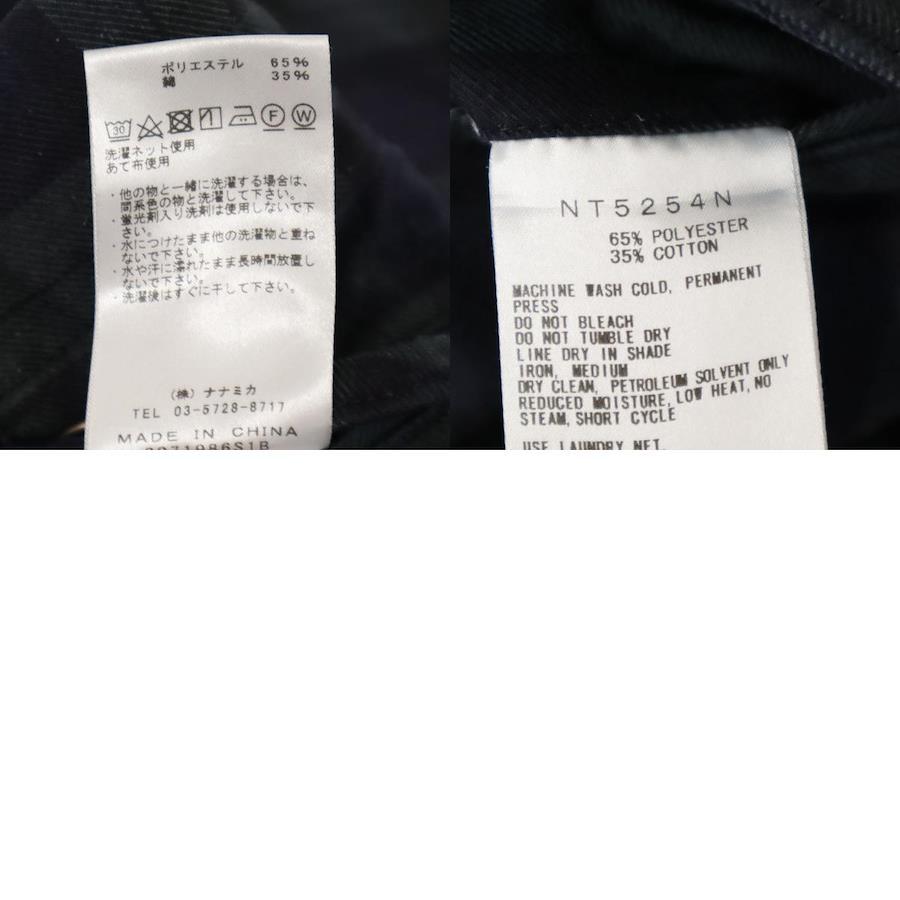 ポリエステル 65%
綿 35%
30
F W
洗濯ネット使用
あて布使用
・他の物と一緒に洗濯する場合は、
同系色の物と洗濯して下さい。
・蛍光剤入り洗剤は使用しないで下
さい。
・水につけたまま他の洗濯物と重ね
ないで下さい。
・水や汗に濡れたまま長時間放置し
ないで下さい。
・洗濯後はすぐに干して下さい。
(株) ナナミカ
TEL 03-5728-8717
MADE IN CHINA
NT5254N
65% POLYESTER
35% COTTON
MACHINE WASH COLD, PERMANENT
PRESS
DO NOT BLEACH
DO NOT TUMBLE DRY
LINE DRY IN SHADE
IRON, MEDIUM
DRY CLEAN, PETROLEUM SOLVENT ONLY
REDUCED MOISTURE, LOW HEAT, NO
STEAM, SHORT CYCLE
USE LAUNDRY NET.